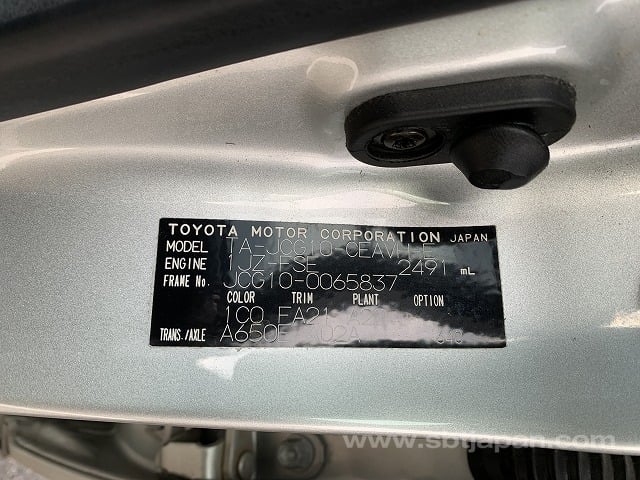 TOYOTA MOTOR CORPORATION JAPAN
MODEL TA-JCG10-CEAVH-E
ENGINE 1JZ-FSE 2491 mL
FRAME No. JCG10-0065837
COLOR TRIM PLANT OPTION
1C0 FA21
TRANS./AXLE A650E 02A
www.sbtjapan.com